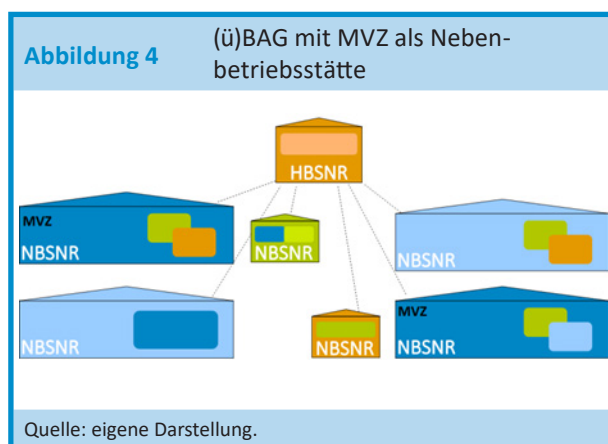 Abbildung 4
(ü)BAG mit MVZ als Neben-
betriebsstätte
HBSNR
MVZ
NBSNR
NBSNR
NBSNR
NBSNR
NBSNR
MVZ
NBSNR
Quelle: eigene Darstellung.